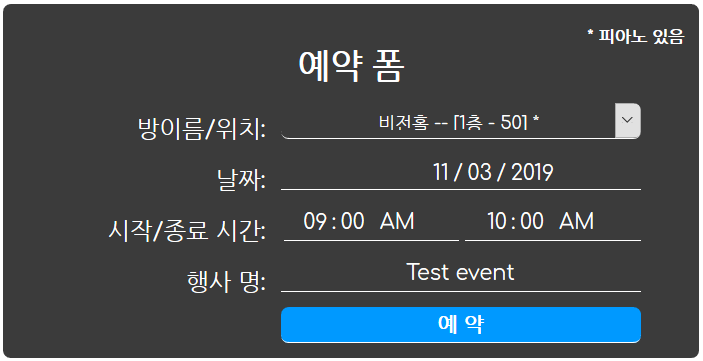 * 피아노 있음
예약 폼
방이름/위치: 비전홀 -- [1층 - 50] *
날짜: 11 / 03 / 2019
시작/종료 시간: 09 : 00 AM 10 : 00 AM
행사 명: Test event
예 약